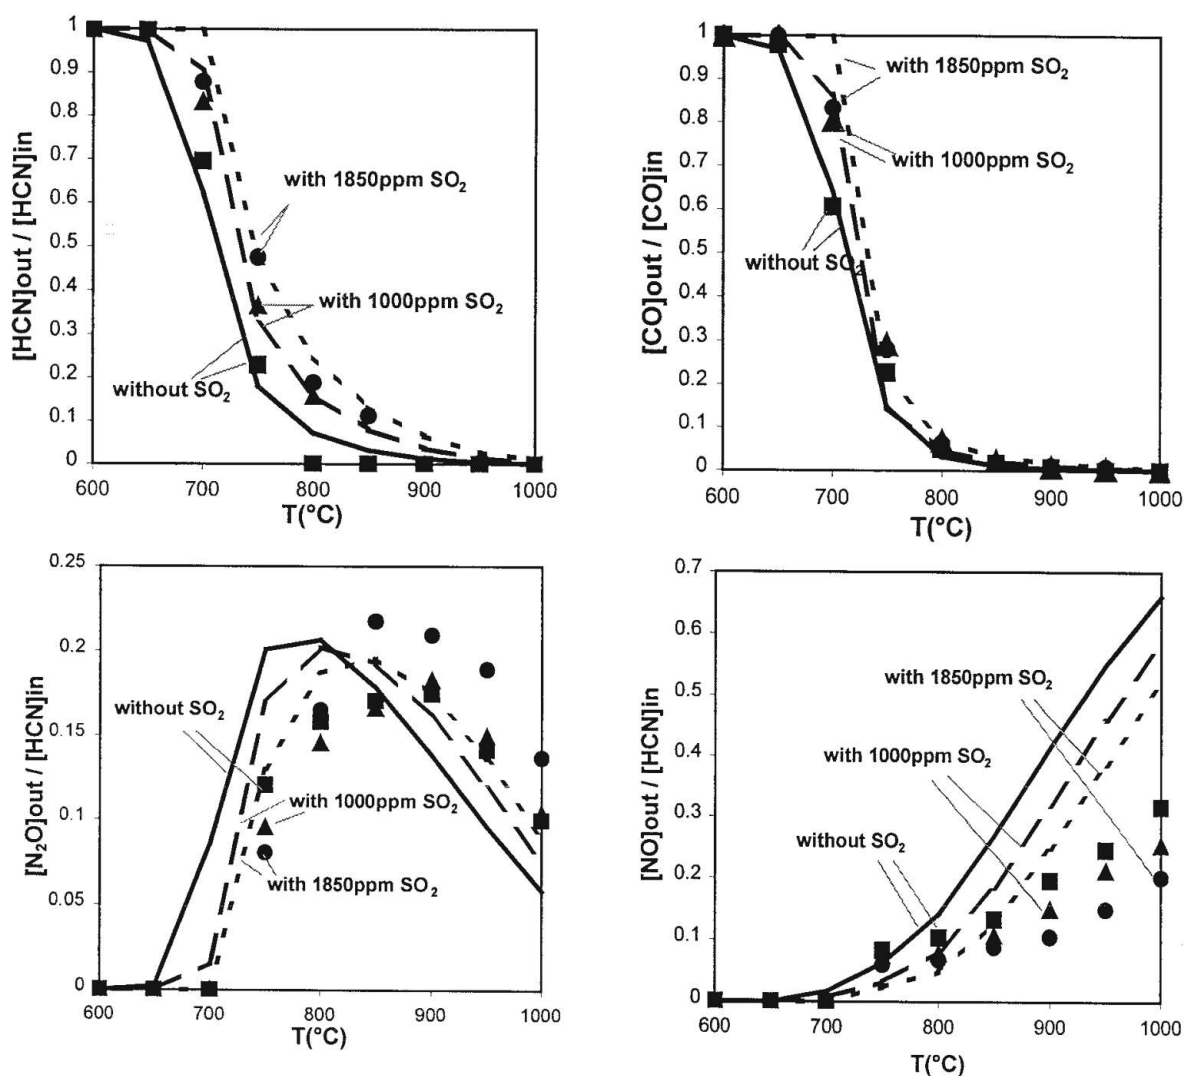 [HCN]out / [HCN]in
1
0.9
0.8
0.7
0.6
0.5
0.4
0.3
0.2
0.1
0
with 1850ppm SO₂
with 1000ppm SO₂
without SO₂
600 700 800 900 1000
T(°C)
[CO]out / [CO]in
1
0.9
0.8
0.7
0.6
0.5
0.4
0.3
0.2
0.1
0
with 1850ppm SO₂
with 1000ppm SO₂
without SO₂
600 700 800 900 1000
T(°C)
[N₂O]out / [HCN]in
0.25
0.2
0.15
0.1
0.05
0
without SO₂
with 1000ppm SO₂
with 1850ppm SO₂
600 700 800 900 1000
T(°C)
[NO]out / [HCN]in
0.7
0.6
0.5
0.4
0.3
0.2
0.1
0
with 1850ppm SO₂
with 1000ppm SO₂
without SO₂
600 700 800 900 1000
T(°C)